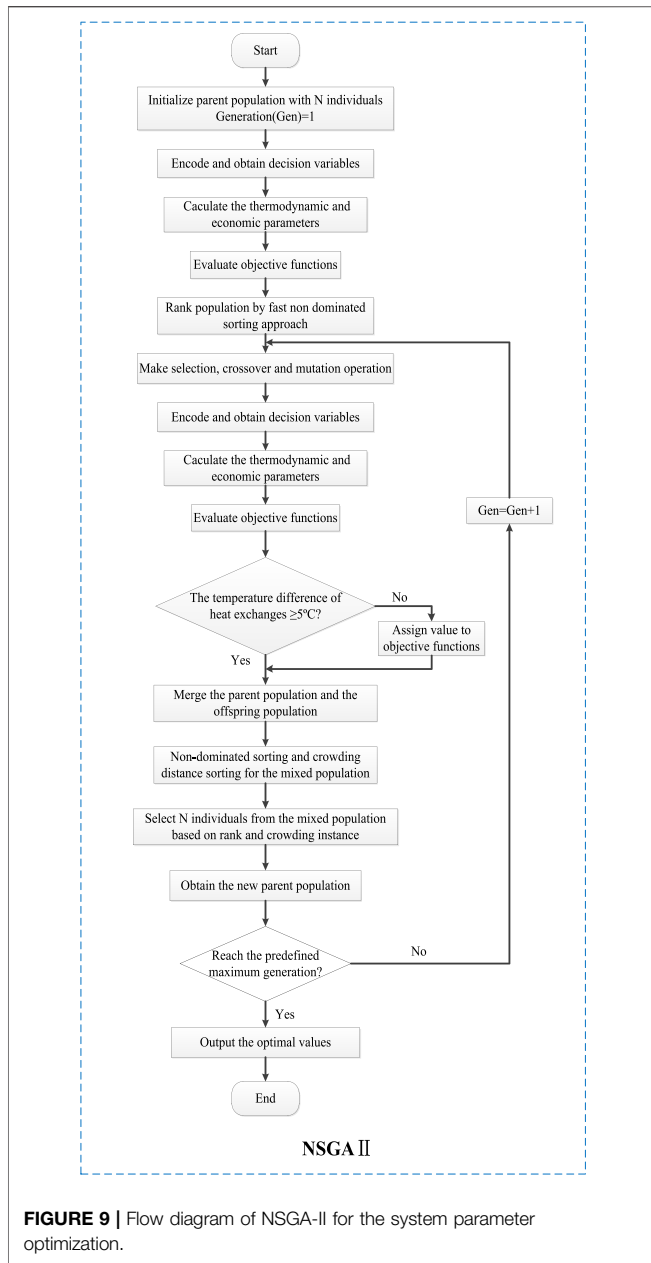 Start
Initialize parent population with N individuals
Generation(Gen)=1
Encode and obtain decision variables
Caculate the thermodynamic and
economic parameters
Evaluate objective functions
Rank population by fast non dominated
sorting approach
Make selection, crossover and mutation operation
Encode and obtain decision variables
Caculate the thermodynamic and
economic parameters
Evaluate objective functions
Gen=Gen+1
The temperature difference of
heat exchanges ≥5°C?
No
Assign value to
objective functions
Yes
Merge the parent population and the
offspring population
Non-dominated sorting and crowding
distance sorting for the mixed population
Select N individuals from the mixed population
based on rank and crowding instance
Obtain the new parent population
Reach the predefined
maximum generation?
No
Yes
Output the optimal values
End
NSGA Ⅱ
FIGURE 9 | Flow diagram of NSGA-II for the system parameter
optimization.